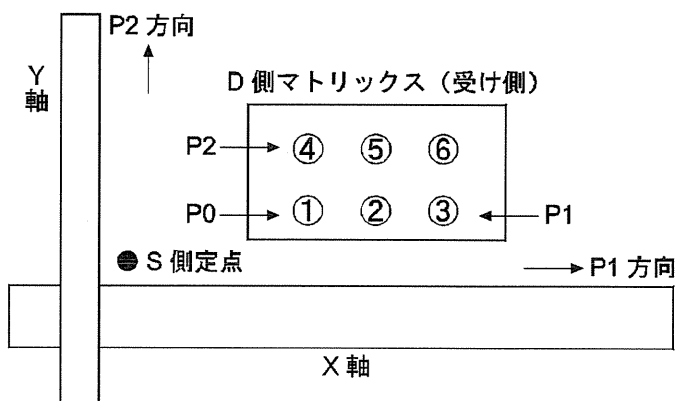 P2 方向
Y
軸
D 側マトリックス（受け側）
P2 ④ ⑤ ⑥
P0 ① ② ③ P1
S 側定点
P1 方向
X 軸